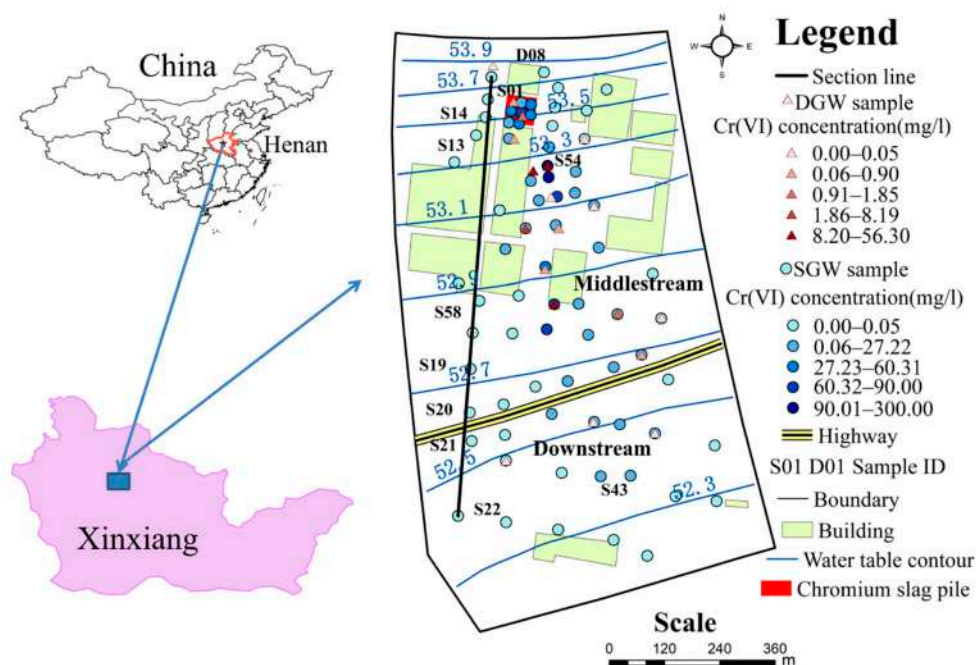 China
Henan
Xinxiang
53.9
D08
53.7
S01
S14
53.5
S13
53.3
S54
53.1
52.9
Middlestream
S58
S19
52.7
S20
S21
52.5
Downstream
S43
S22
52.3
N
W E
S
Legend
Section line
DGW sample
Cr(VI) concentration(mg/l)
0.00–0.05
0.06–0.90
0.91–1.85
1.86–8.19
8.20–56.30
SGW sample
Cr(VI) concentration(mg/l)
0.00–0.05
0.06–27.22
27.23–60.31
60.32–90.00
90.01–300.00
Highway
S01 D01 Sample ID
Boundary
Building
Water table contour
Chromium slag pile
Scale
0 120 240 360
m